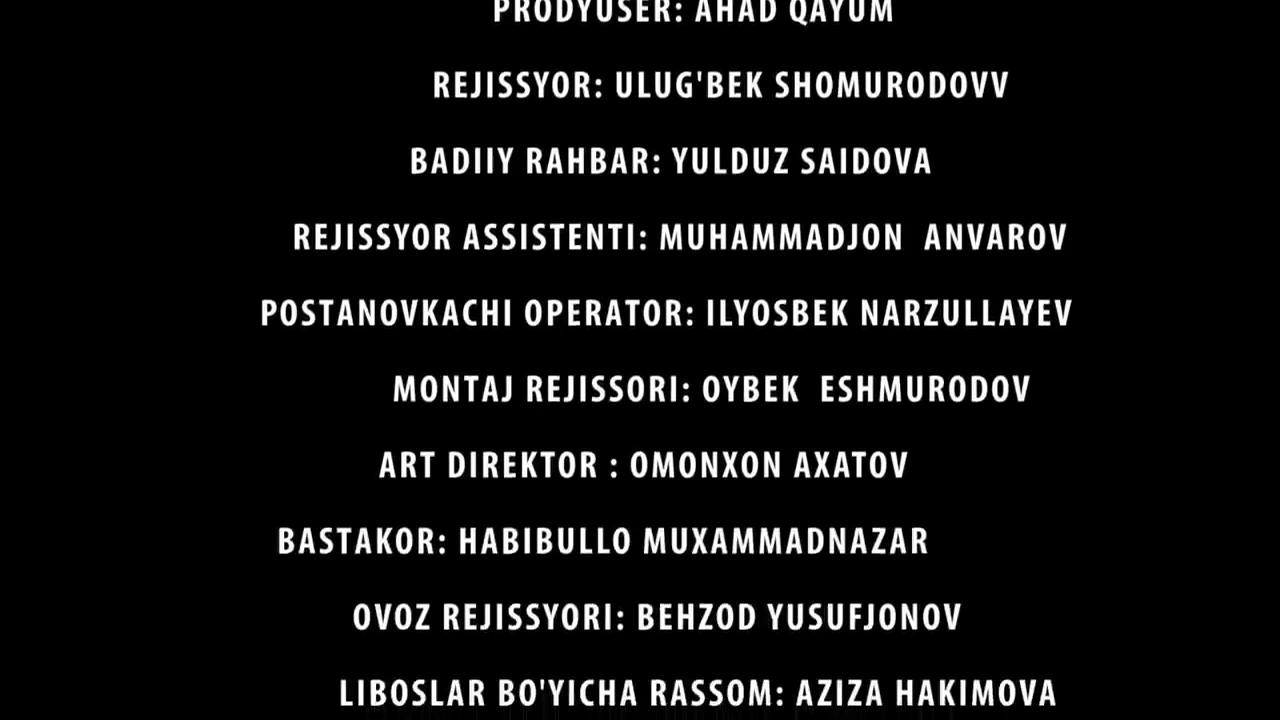 PRODYUSER: AHAD QAYUM
REJISSYOR: ULUG'BEK SHOMURODOVV
BADIIY RAHBAR: YULDUZ SAIDOVA
REJISSYOR ASSISTENTI: MUHAMMADJON  ANVAROV
POSTANOVKACHI OPERATOR: ILYOSBEK NARZULLAYEV
MONTAJ REJISSORI: OYBEK  ESHMURODOV
ART DIREKTOR : OMONXON AXATOV
BASTAKOR: HABIBULLO MUXAMMADNAZAR
OVOZ REJISSYORI: BEHZOD YUSUFJONOV
LIBOSLAR BO'YICHA RASSOM: AZIZA HAKIMOVA